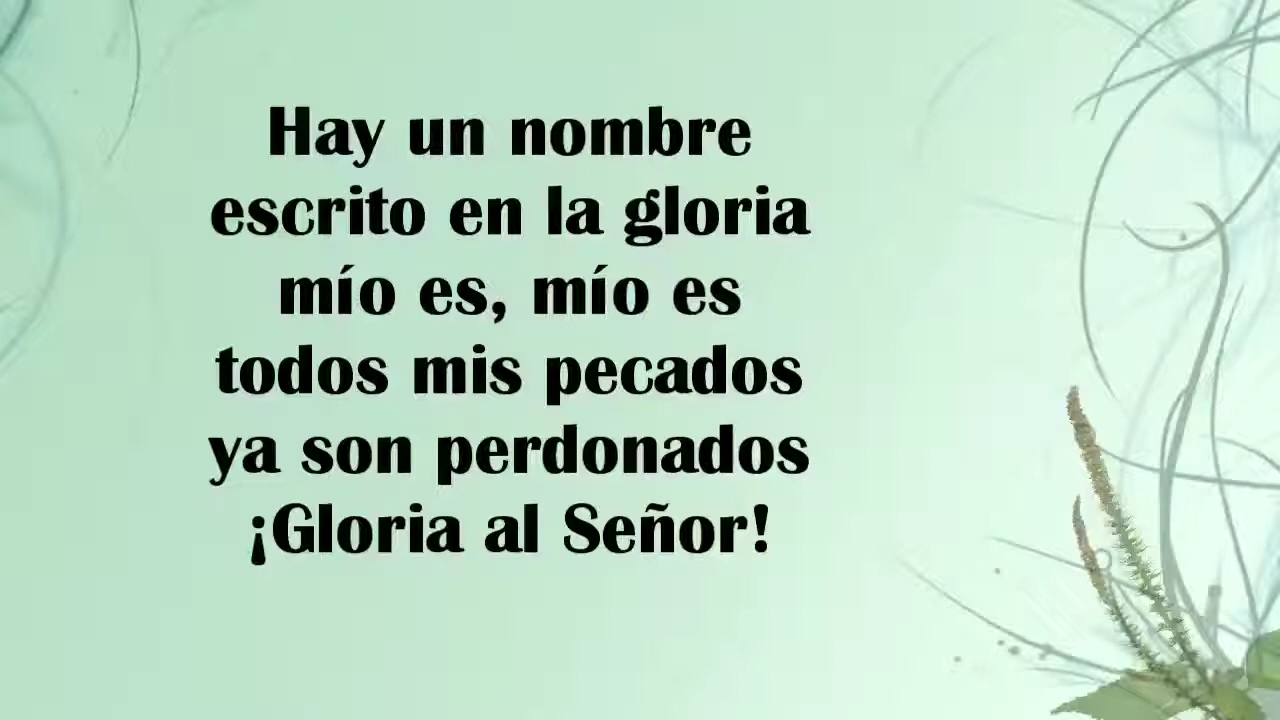 Hay un nombre
escrito en la gloria
mío es, mío es
todos mis pecados
ya son perdonados
¡Gloria al Señor!